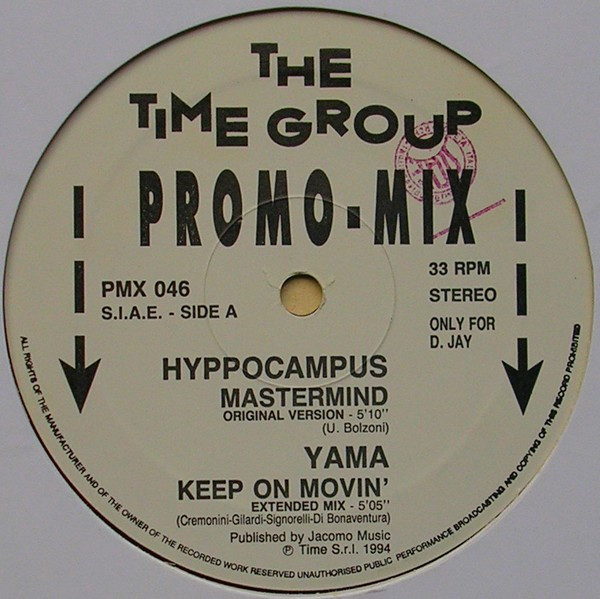 THE
TIME GROUP
PROMO-MIX
PMX 046
S.I.A.E. - SIDE A
33 RPM
STEREO
ONLY FOR
D. JAY
HYPPOCAMPUS
MASTERMIND
ORIGINAL VERSION - 5'10''
(U. Bolzoni)
YAMA
KEEP ON MOVIN'
EXTENDED MIX - 5'05''
(Cremonini-Gilardi-Signorelli-Di Bonaventura)
Published by Jacomo Music
℗ Time S.r.l. 1994
ALL RIGHTS OF THE MANUFACTURER AND OF THE OWNER OF THE RECORDED WORK RESERVED UNAUTHORISED PUBLIC PERFORMANCE BROADCASTING AND COPYING OF THIS RECORD PROHIBITED